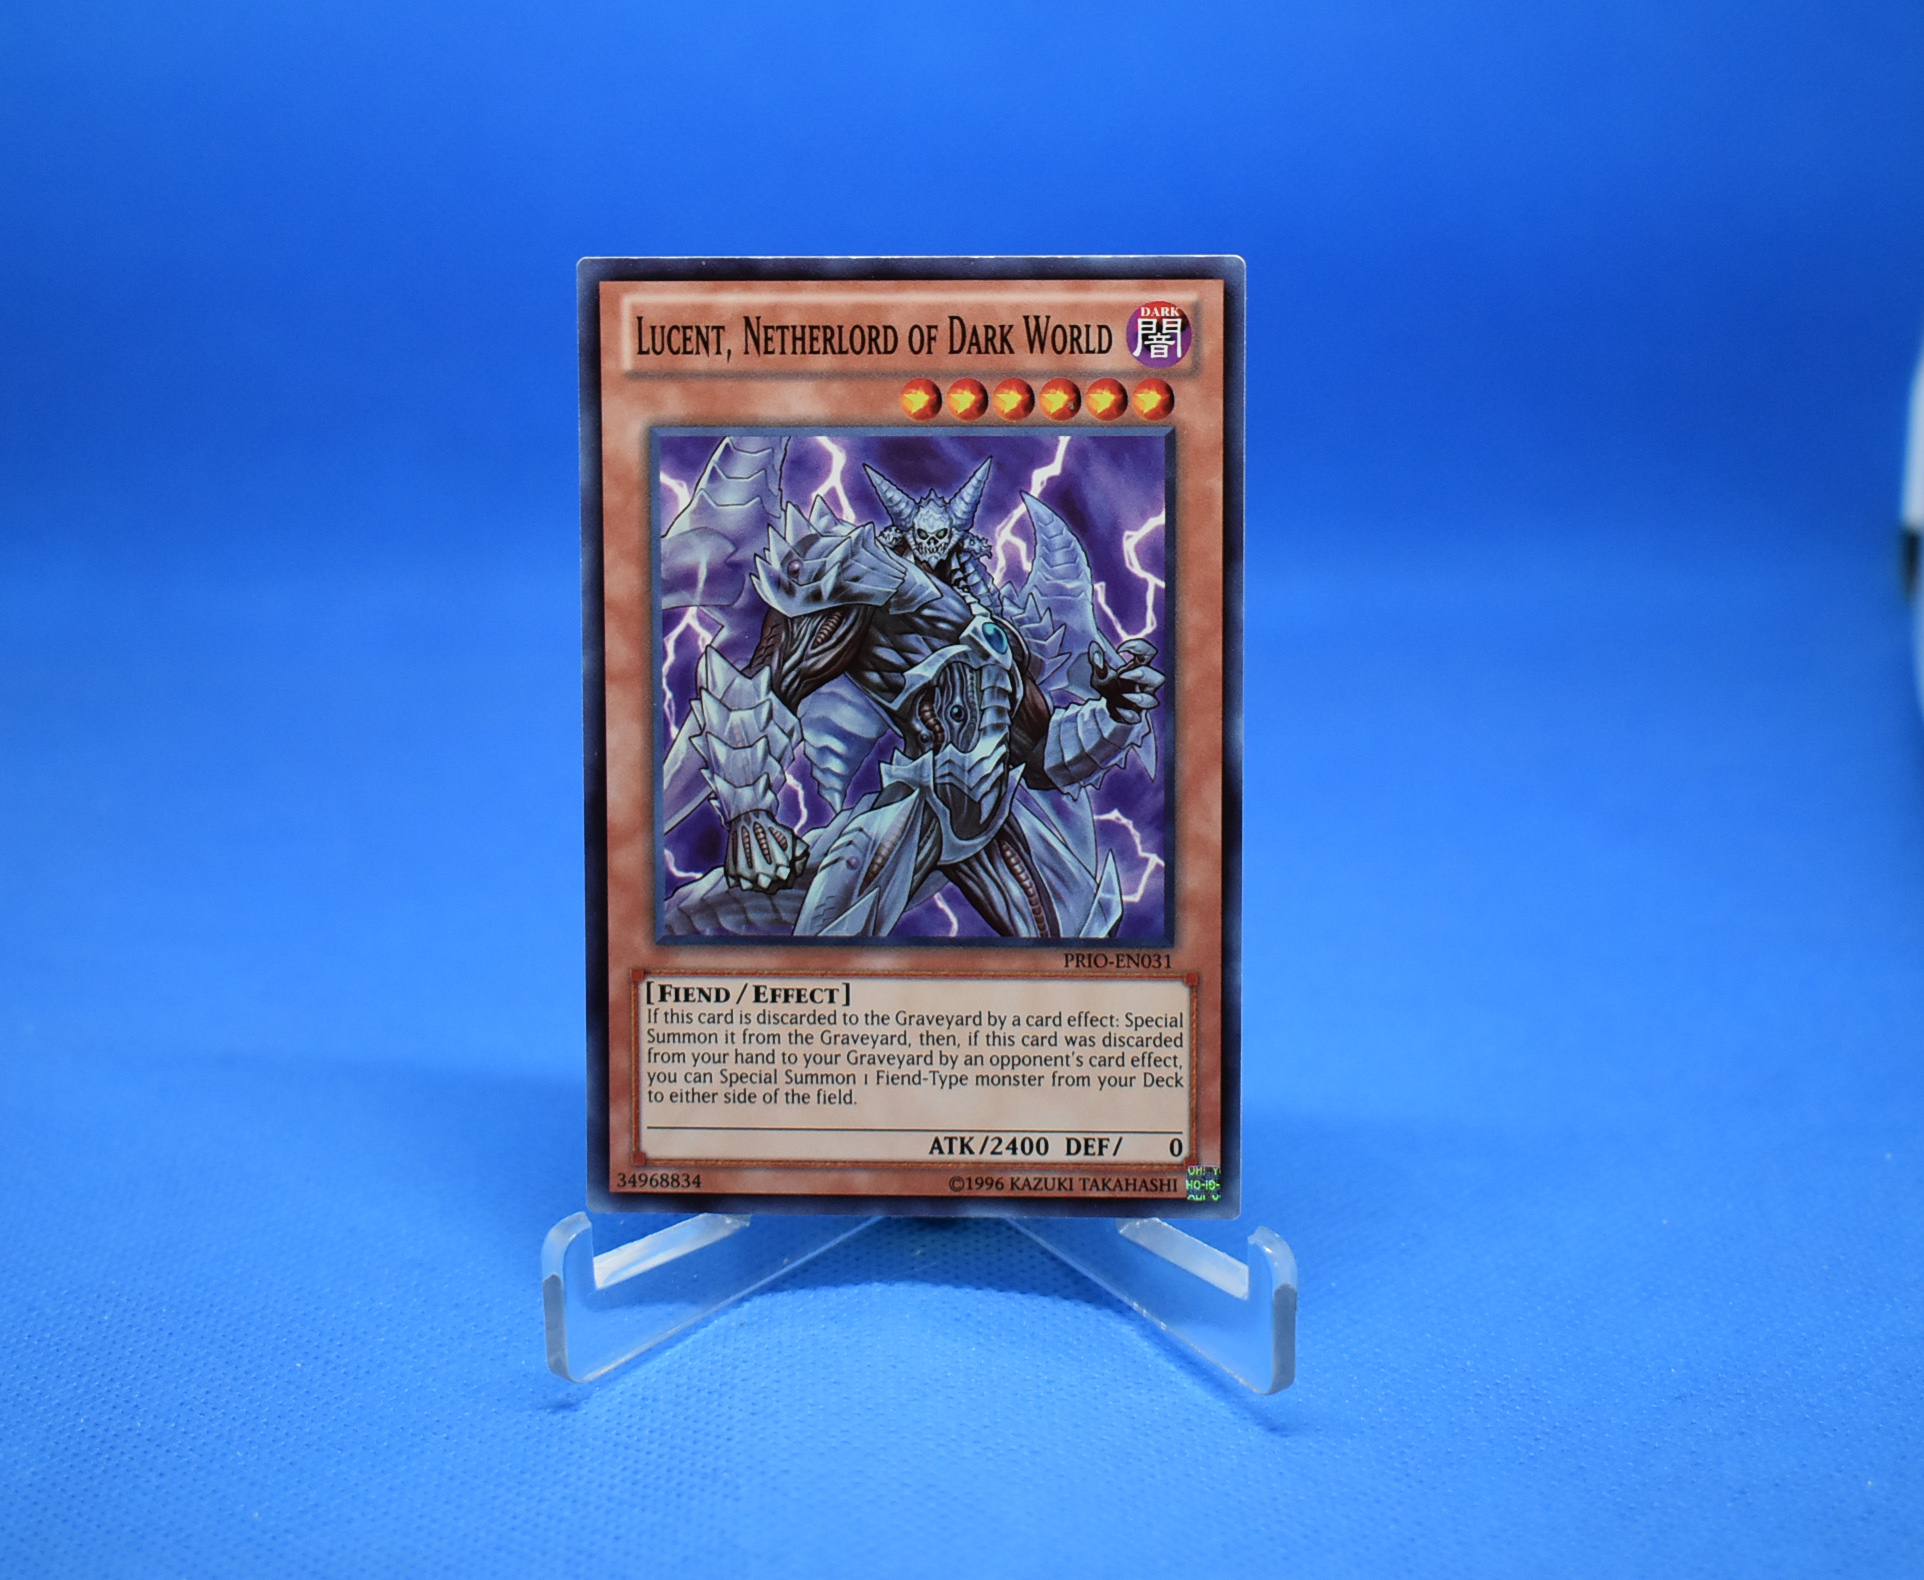 LUCENT, NETHERLORD OF DARK WORLD
DARK
闇
PRIO-EN031
[FIEND / EFFECT]
If this card is discarded to the Graveyard by a card effect: Special
Summon it from the Graveyard, then, if this card was discarded
from your hand to your Graveyard by an opponent's card effect,
you can Special Summon 1 Fiend-Type monster from your Deck
to either side of the field.
ATK/2400 DEF/ 0
34968834
©1996 KAZUKI TAKAHASHI